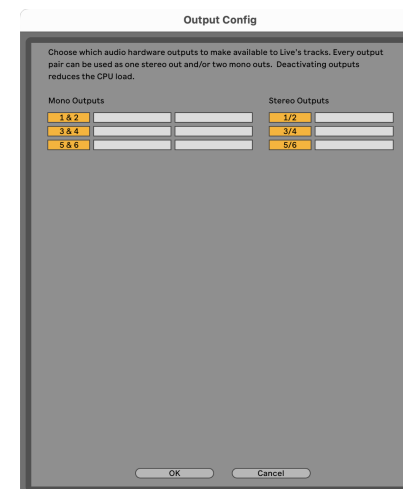 Output Config
Choose which audio hardware outputs to make available to Live's tracks. Every output
pair can be used as one stereo out and/or two mono outs. Deactivating outputs
reduces the CPU load.
Mono Outputs Stereo Outputs
1 & 2 1/2
3 & 4 3/4
5 & 6 5/6
OK Cancel